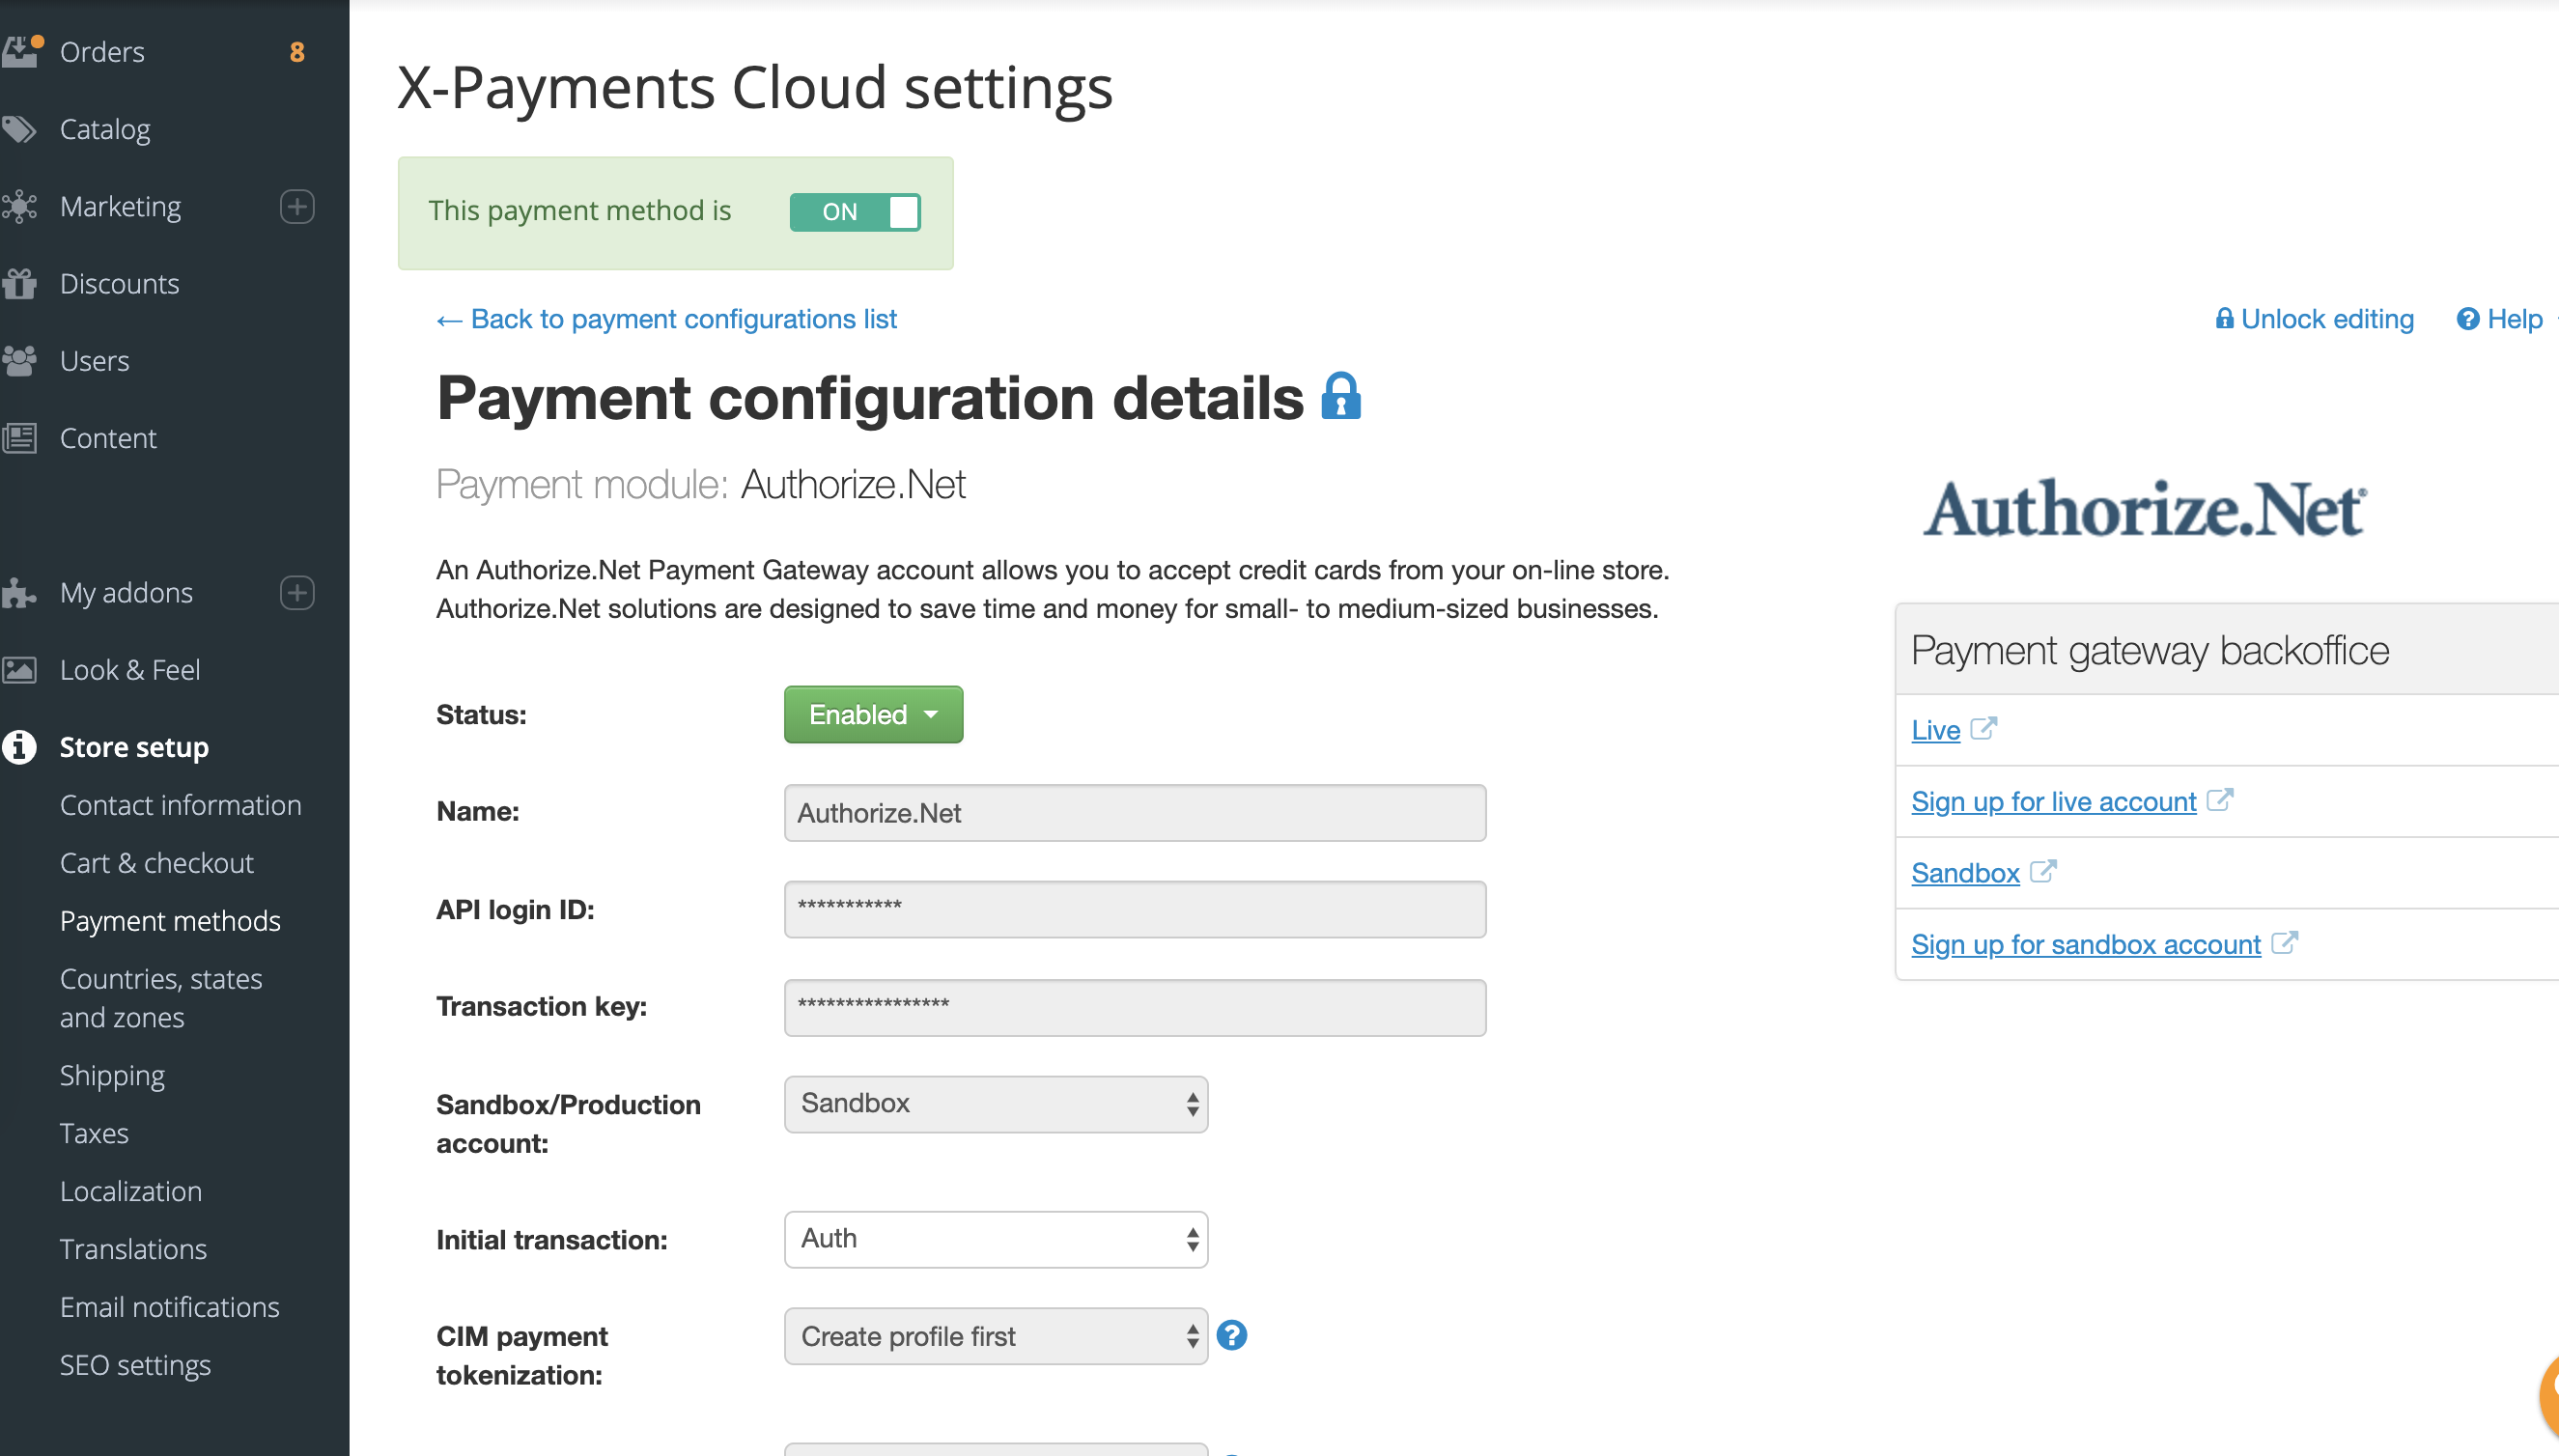 Orders 8
Catalog
Marketing
Discounts
Users
Content
My addons
Look & Feel
Store setup
Contact information
Cart & checkout
Payment methods
Countries, states
and zones
Shipping
Taxes
Localization
Translations
Email notifications
SEO settings
X-Payments Cloud settings
This payment method is ON
← Back to payment configurations list
Unlock editing
Help
Payment configuration details
Payment module: Authorize.Net
An Authorize.Net Payment Gateway account allows you to accept credit cards from your on-line store.
Authorize.Net solutions are designed to save time and money for small- to medium-sized businesses.
Status: Enabled
Name: Authorize.Net
API login ID: ***********
Transaction key: ****************
Sandbox/Production
account:
Sandbox
Initial transaction: Auth
CIM payment
tokenization:
Create profile first
Authorize.Net®
Payment gateway backoffice
Live
Sign up for live account
Sandbox
Sign up for sandbox account